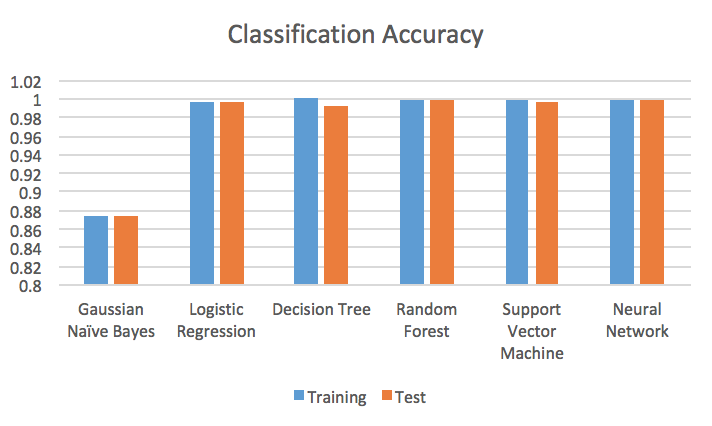 Classification Accuracy
1.02
1
0.98
0.96
0.94
0.92
0.9
0.88
0.86
0.84
0.82
0.8
Gaussian
Naïve Bayes
Logistic
Regression
Decision Tree
Random
Forest
Support
Vector
Machine
Neural
Network
Training
Test